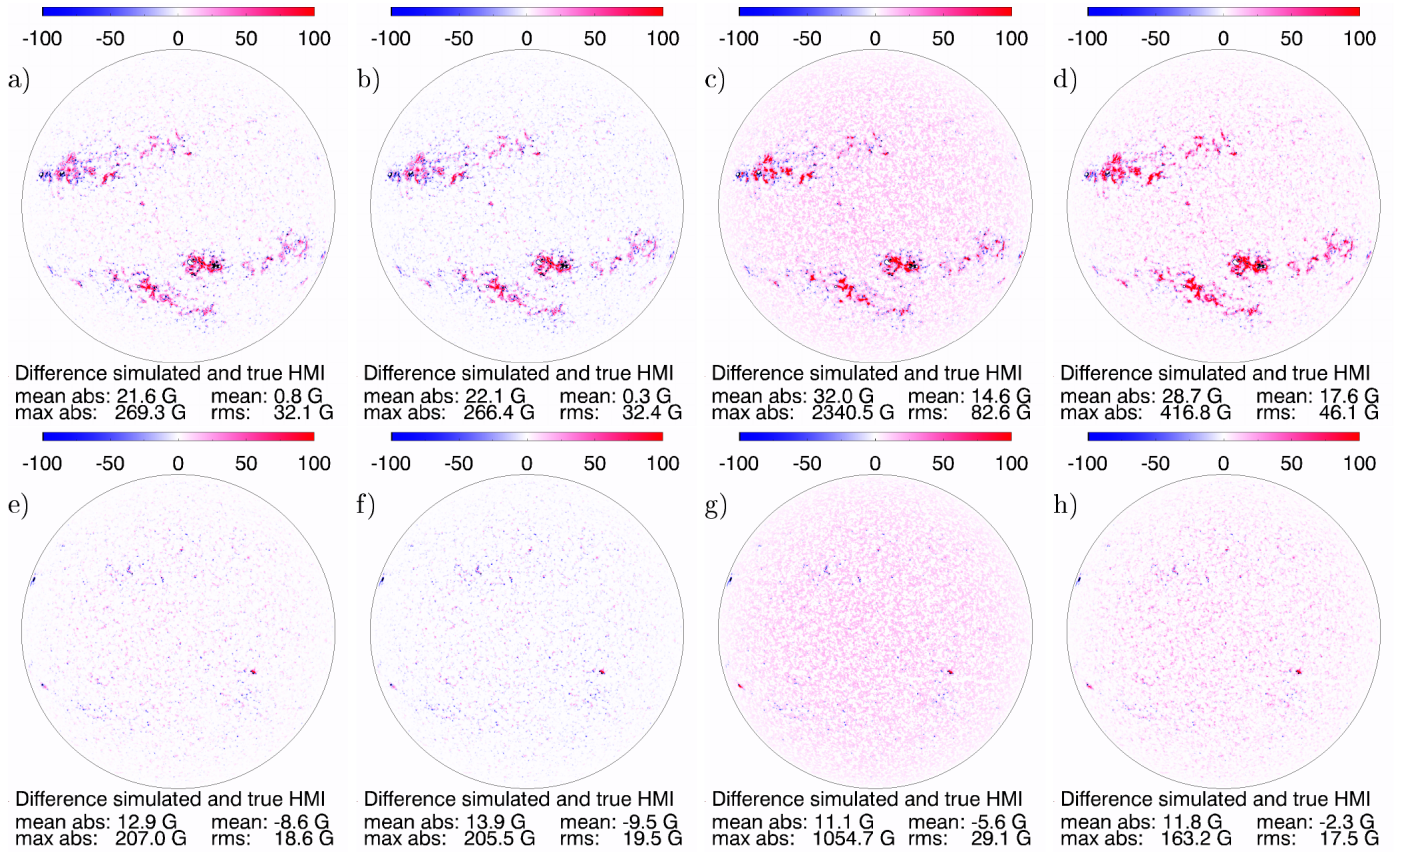 -100 -50 0 50 100 -100 -50 0 50 100 -100 -50 0 50 100 -100 -50 0 50 100
a) b) c) d)
Difference simulated and true HMI Difference simulated and true HMI Difference simulated and true HMI Difference simulated and true HMI
mean abs: 21.6 G mean: 0.8 G mean abs: 22.1 G mean: 0.3 G mean abs: 32.0 G mean: 14.6 G mean abs: 28.7 G mean: 17.6 G
max abs: 269.3 G rms: 32.1 G max abs: 266.4 G rms: 32.4 G max abs: 2340.5 G rms: 82.6 G max abs: 416.8 G rms: 46.1 G
-100 -50 0 50 100 -100 -50 0 50 100 -100 -50 0 50 100 -100 -50 0 50 100
e) f) g) h)
Difference simulated and true HMI Difference simulated and true HMI Difference simulated and true HMI Difference simulated and true HMI
mean abs: 12.9 G mean: -8.6 G mean abs: 13.9 G mean: -9.5 G mean abs: 11.1 G mean: -5.6 G mean abs: 11.8 G mean: -2.3 G
max abs: 207.0 G rms: 18.6 G max abs: 205.5 G rms: 19.5 G max abs: 1054.7 G rms: 29.1 G max abs: 163.2 G rms: 17.5 G